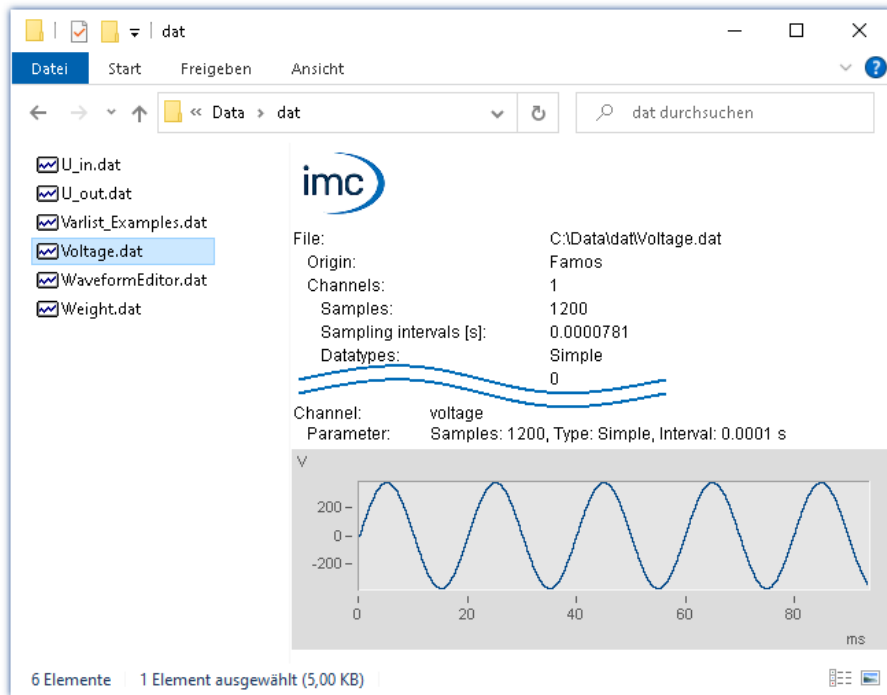 dat
Datei Start Freigeben Ansicht ?
« Data > dat dat durchsuchen
U_in.dat
U_out.dat
Varlist_Examples.dat
Voltage.dat
WaveformEditor.dat
Weight.dat
imc
File: C:\Data\dat\Voltage.dat
Origin: Famos
Channels: 1
Samples: 1200
Sampling intervals [s]: 0.0000781
Datatypes: Simple
0
Channel: voltage
Parameter: Samples: 1200, Type: Simple, Interval: 0.0001 s
V
200
0
-200
0 20 40 60 80
ms
6 Elemente 1 Element ausgewählt (5,00 KB)